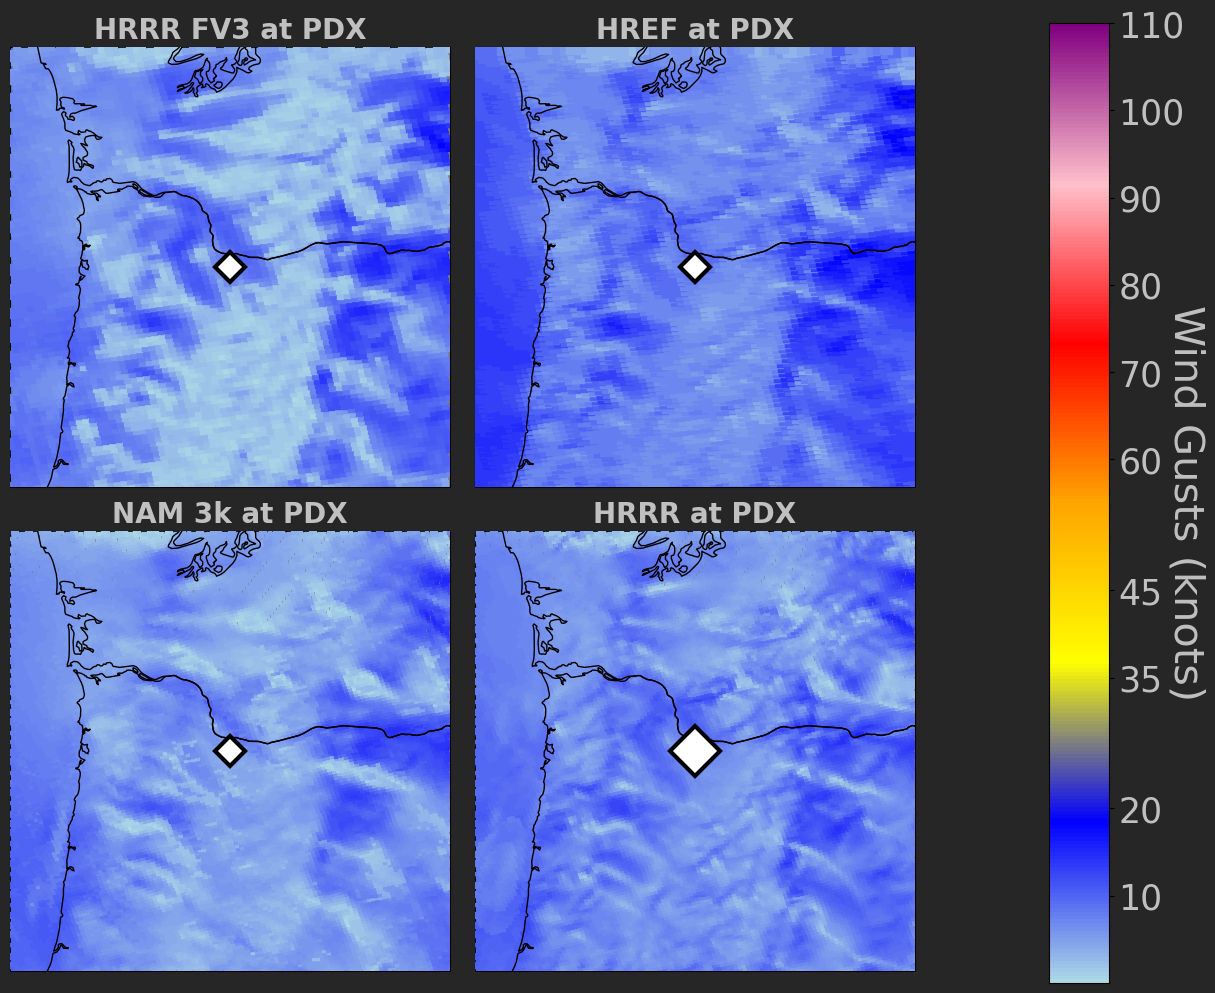 HRRR FV3 at PDX
HREF at PDX
NAM 3k at PDX
HRRR at PDX
110
100
90
80
70
60
45
35
20
10
Wind Gusts (knots)